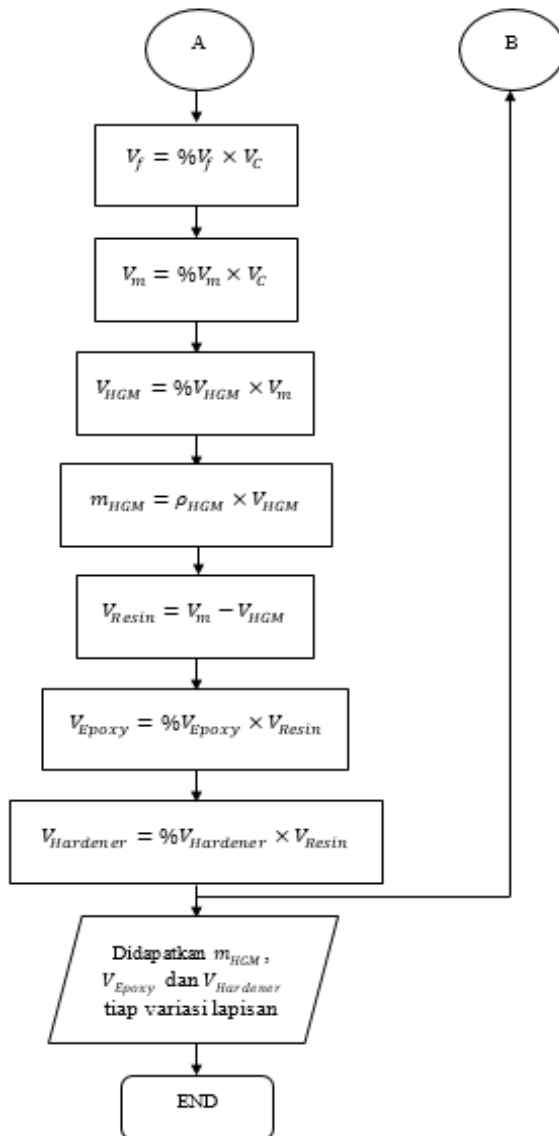 A
B
V_f = %V_f × V_C
V_m = %V_m × V_C
V_HGM = %V_HGM × V_m
m_HGM = ρ_HGM × V_HGM
V_Resin = V_m − V_HGM
V_Epoxy = %V_Epoxy × V_Resin
V_Hardener = %V_Hardener × V_Resin
Didapatkan m_HGM,
V_Epoxy dan V_Hardener
tiap variasi lapisan
END